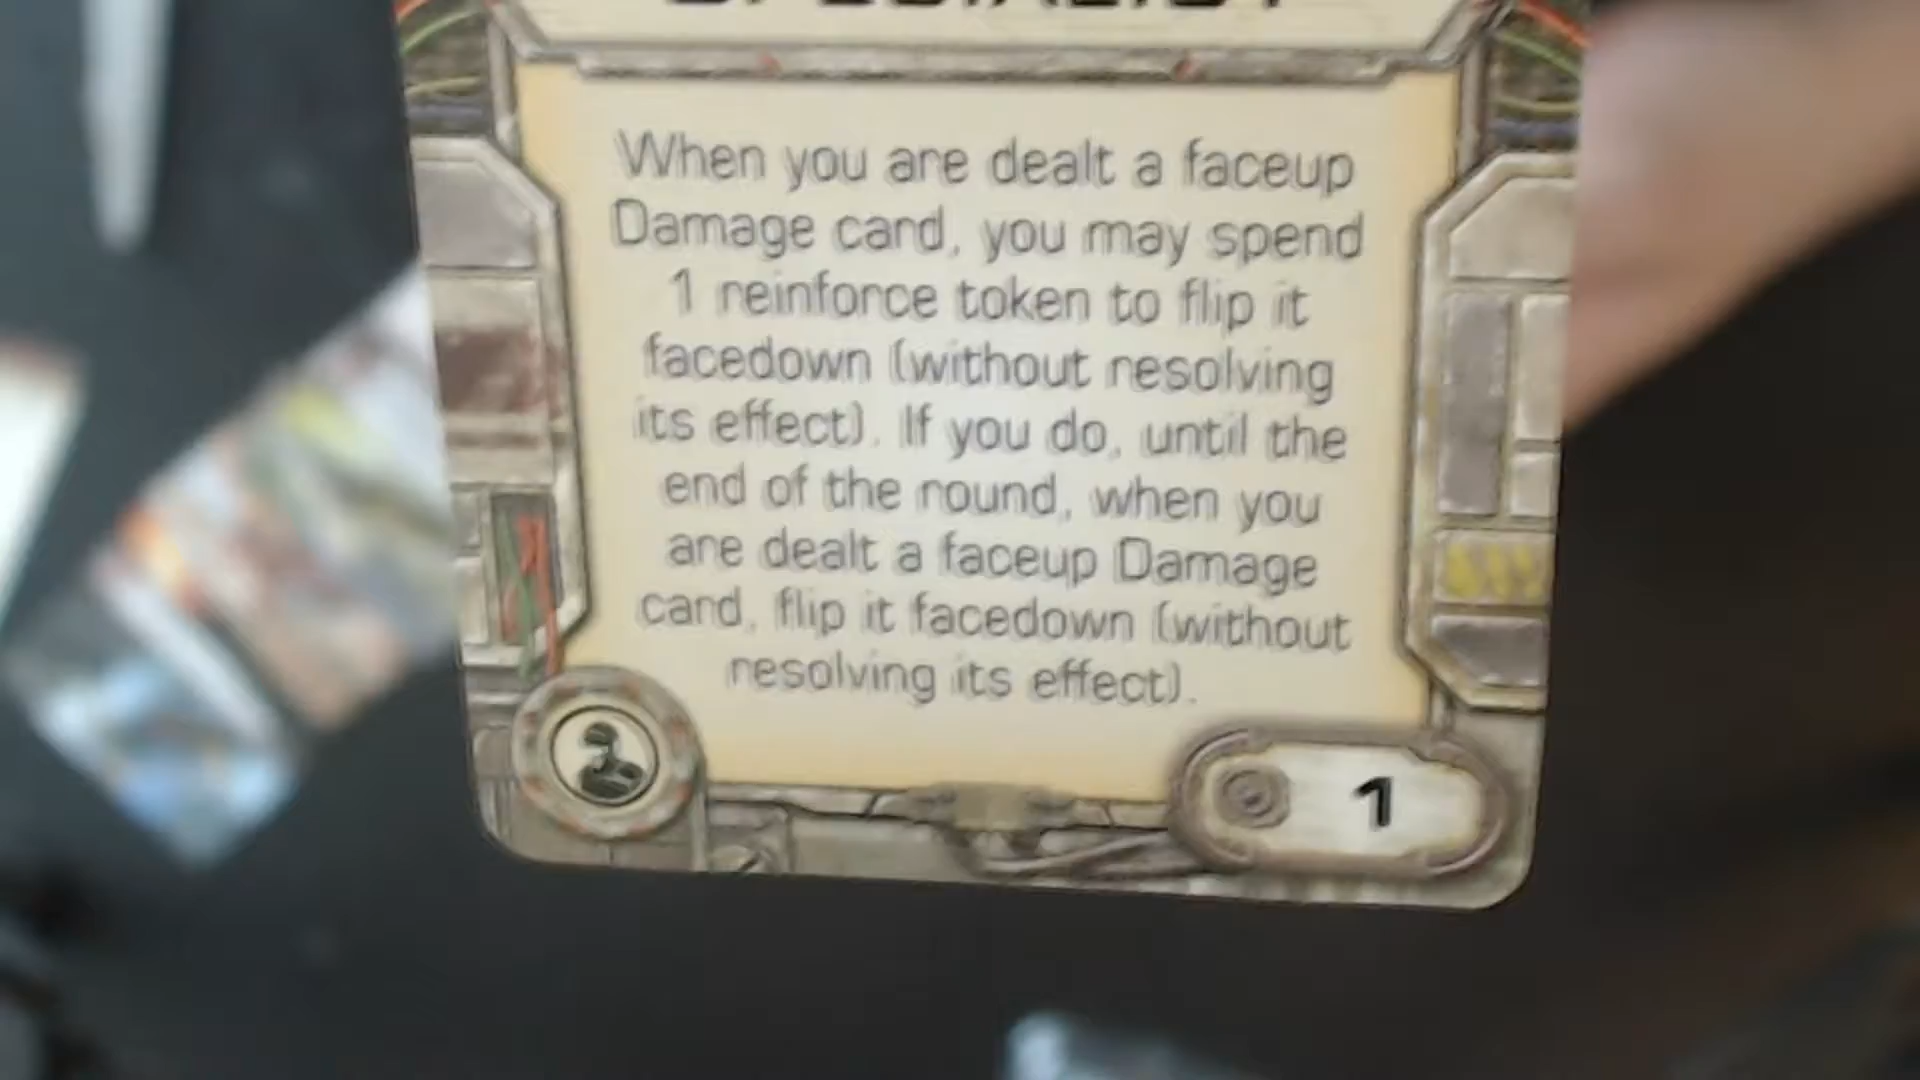 SPECIALIST
When you are dealt a faceup
Damage card, you may spend
1 reinforce token to flip it
facedown (without resolving
its effect). If you do, until the
end of the round, when you
are dealt a faceup Damage
card, flip it facedown (without
resolving its effect).
1